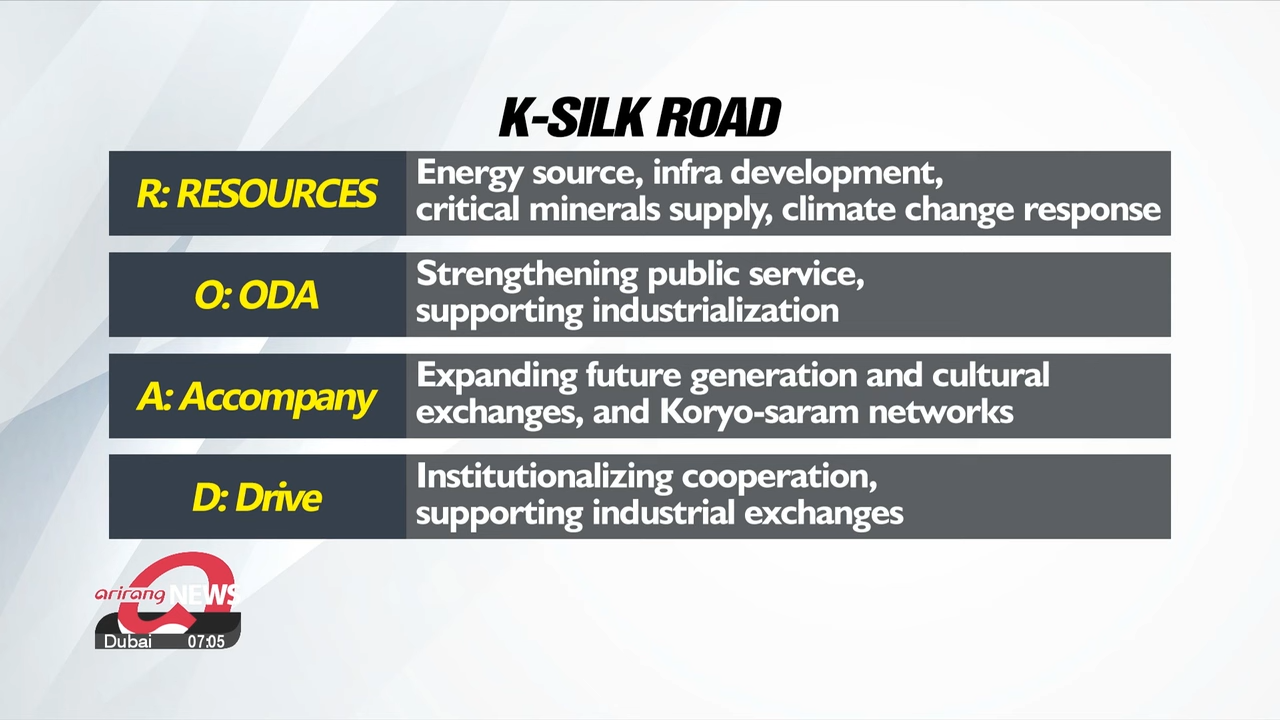 K-SILK ROAD
R: RESOURCES
Energy source, infra development,
critical minerals supply, climate change response
O: ODA
Strengthening public service,
supporting industrialization
A: Accompany
Expanding future generation and cultural
exchanges, and Koryo-saram networks
D: Drive
Institutionalizing cooperation,
supporting industrial exchanges
arirang NEWS
Dubai 07:05